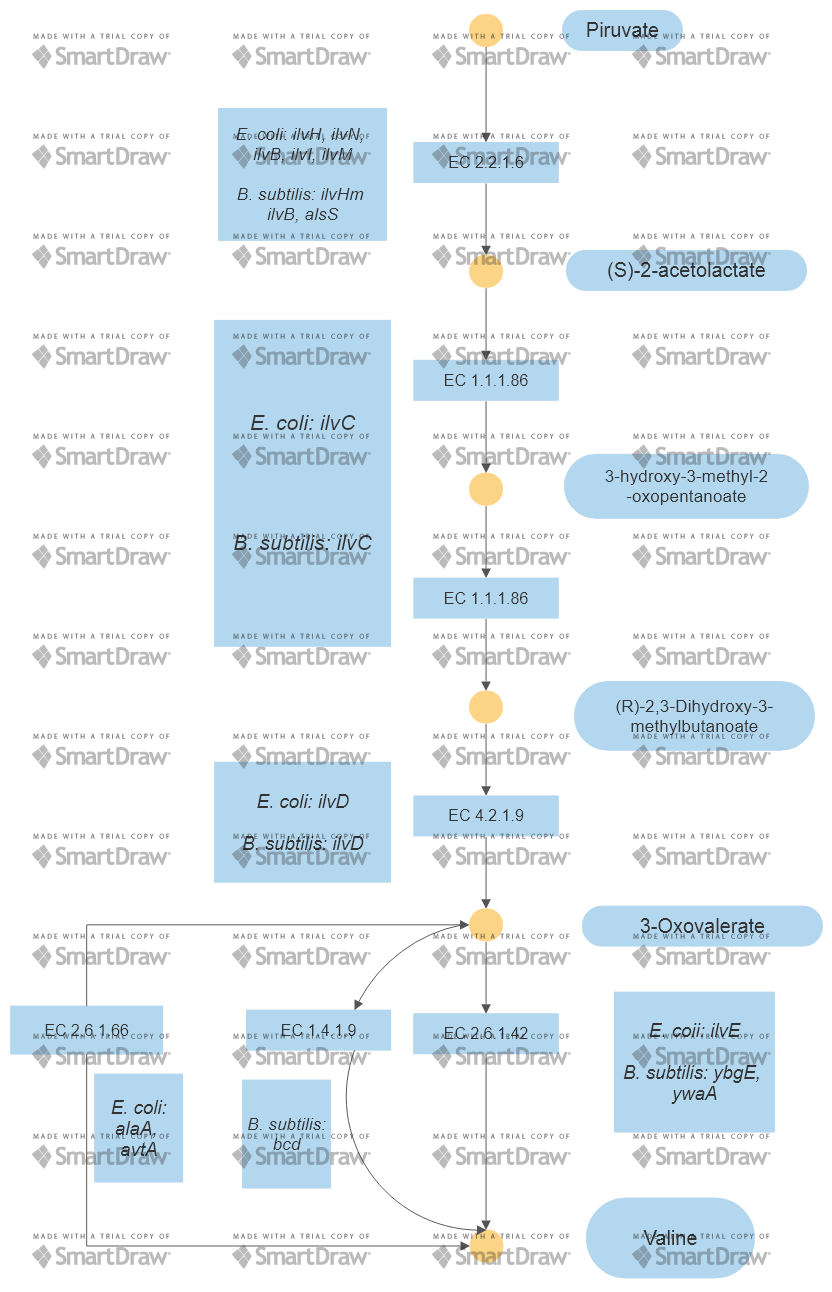 Piruvate
E. coli: ilvH, ilvN,
ilvB, ilvI, ilvM
B. subtilis: ilvHm
ilvB, alsS
EC 2.2.1.6
(S)-2-acetolactate
EC 1.1.1.86
E. coli: ilvC
3-hydroxy-3-methyl-2
-oxopentanoate
B. subtilis: ilvC
EC 1.1.1.86
(R)-2,3-Dihydroxy-3-
methylbutanoate
E. coli: ilvD
B. subtilis: ilvD
EC 4.2.1.9
3-Oxovalerate
EC 2.6.1.66
EC 1.4.1.9
EC 2.6.1.42
E. coii: ilvE
B. subtilis: ybgE,
ywaA
E. coli:
alaA,
avtA
B. subtilis:
bcd
Valine
MADE WITH A TRIAL COPY OF
SmartDraw